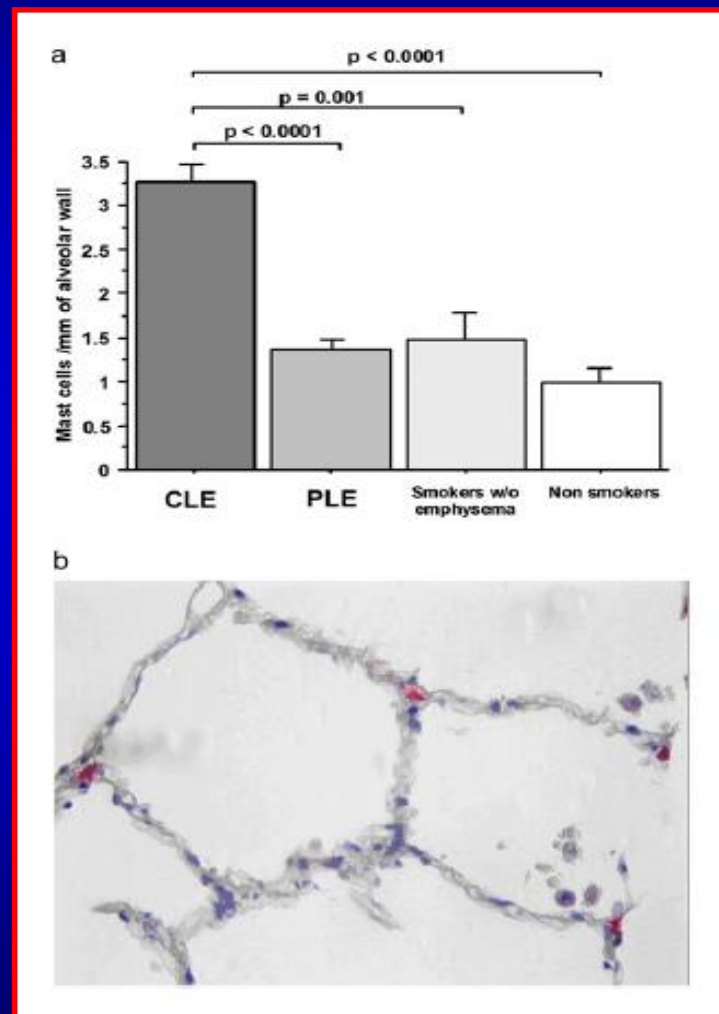 a
p < 0.0001
p = 0.001
p < 0.0001
Mast cells /mm of alveolar wall
3.5
3
2.5
2
1.5
1
0.5
0
CLE
PLE
Smokers w/o
emphysema
Non smokers
b